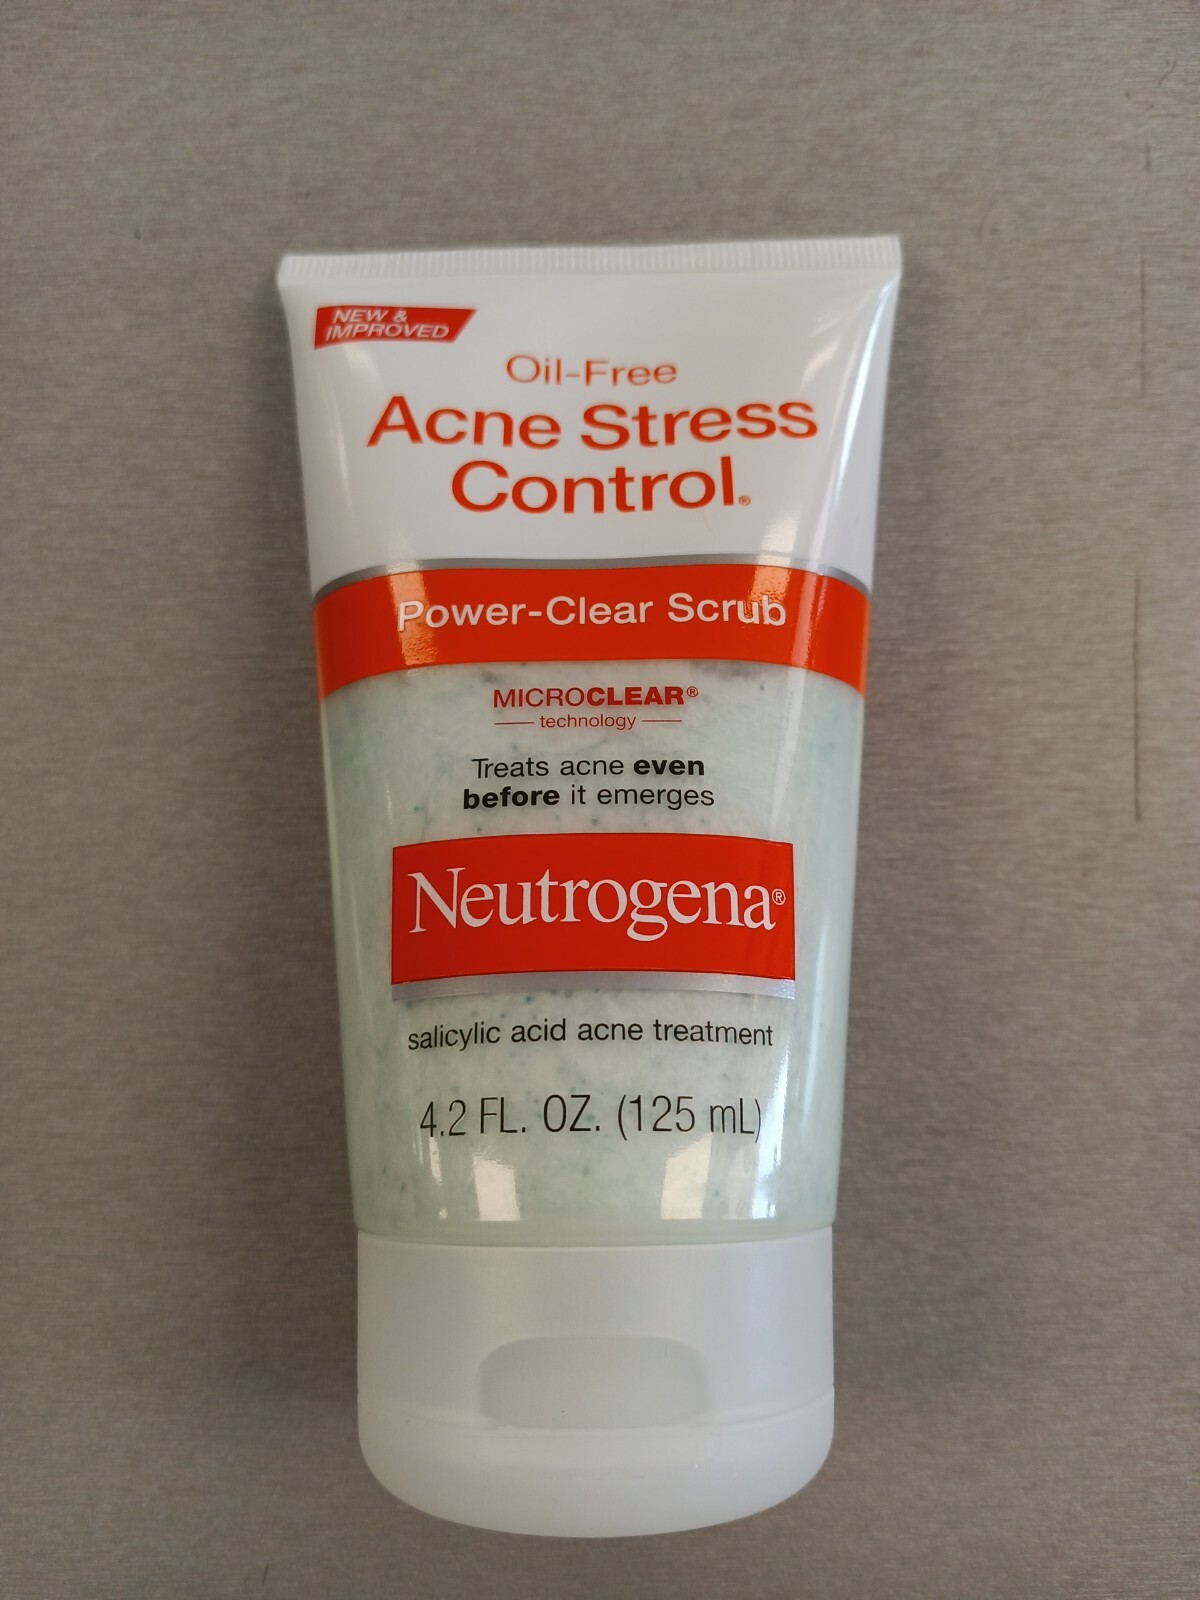 NEW &
IMPROVED
Oil-Free
Acne Stress
Control®
Power-Clear Scrub
MICROCLEAR®
technology
Treats acne even
before it emerges
Neutrogena®
salicylic acid acne treatment
4.2 FL. OZ. (125 mL)